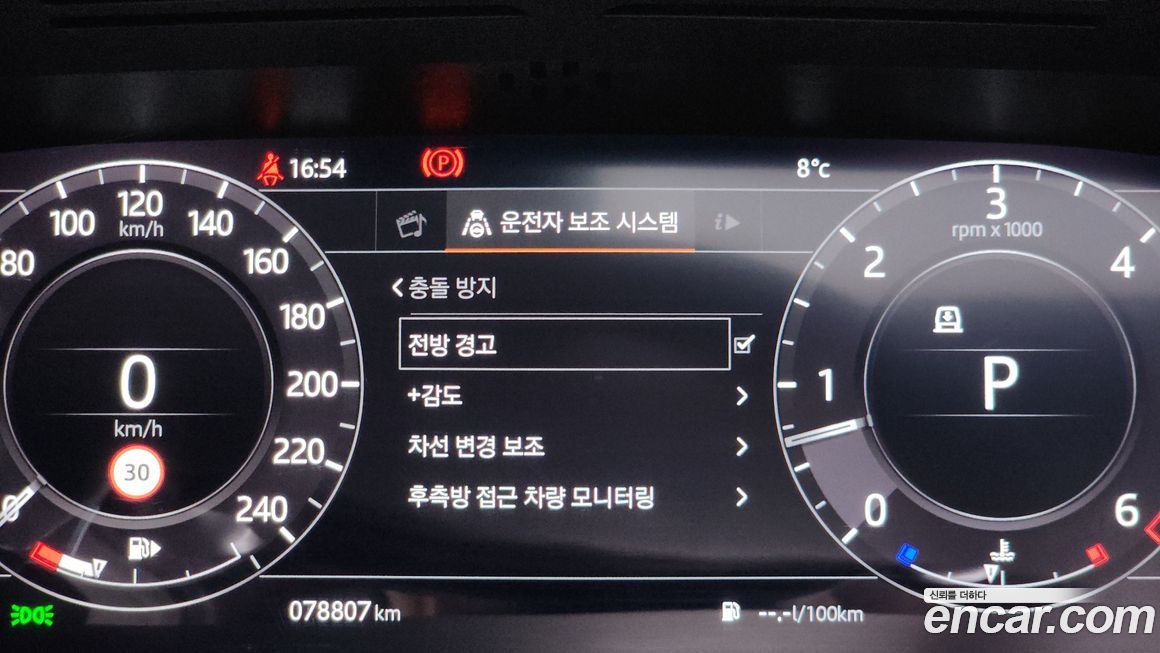 16:54
P
8°C
80
100
120
140
km/h
160
180
200
220
240
0
km/h
30
운전자 보조 시스템
i
충돌 방지
전방 경고
+감도
차선 변경 보조
후측방 접근 차량 모니터링
3
rpm x 1000
2
4
1
P
0
6
078807 km
--.-l/100km
신뢰를 더하다
encar.com